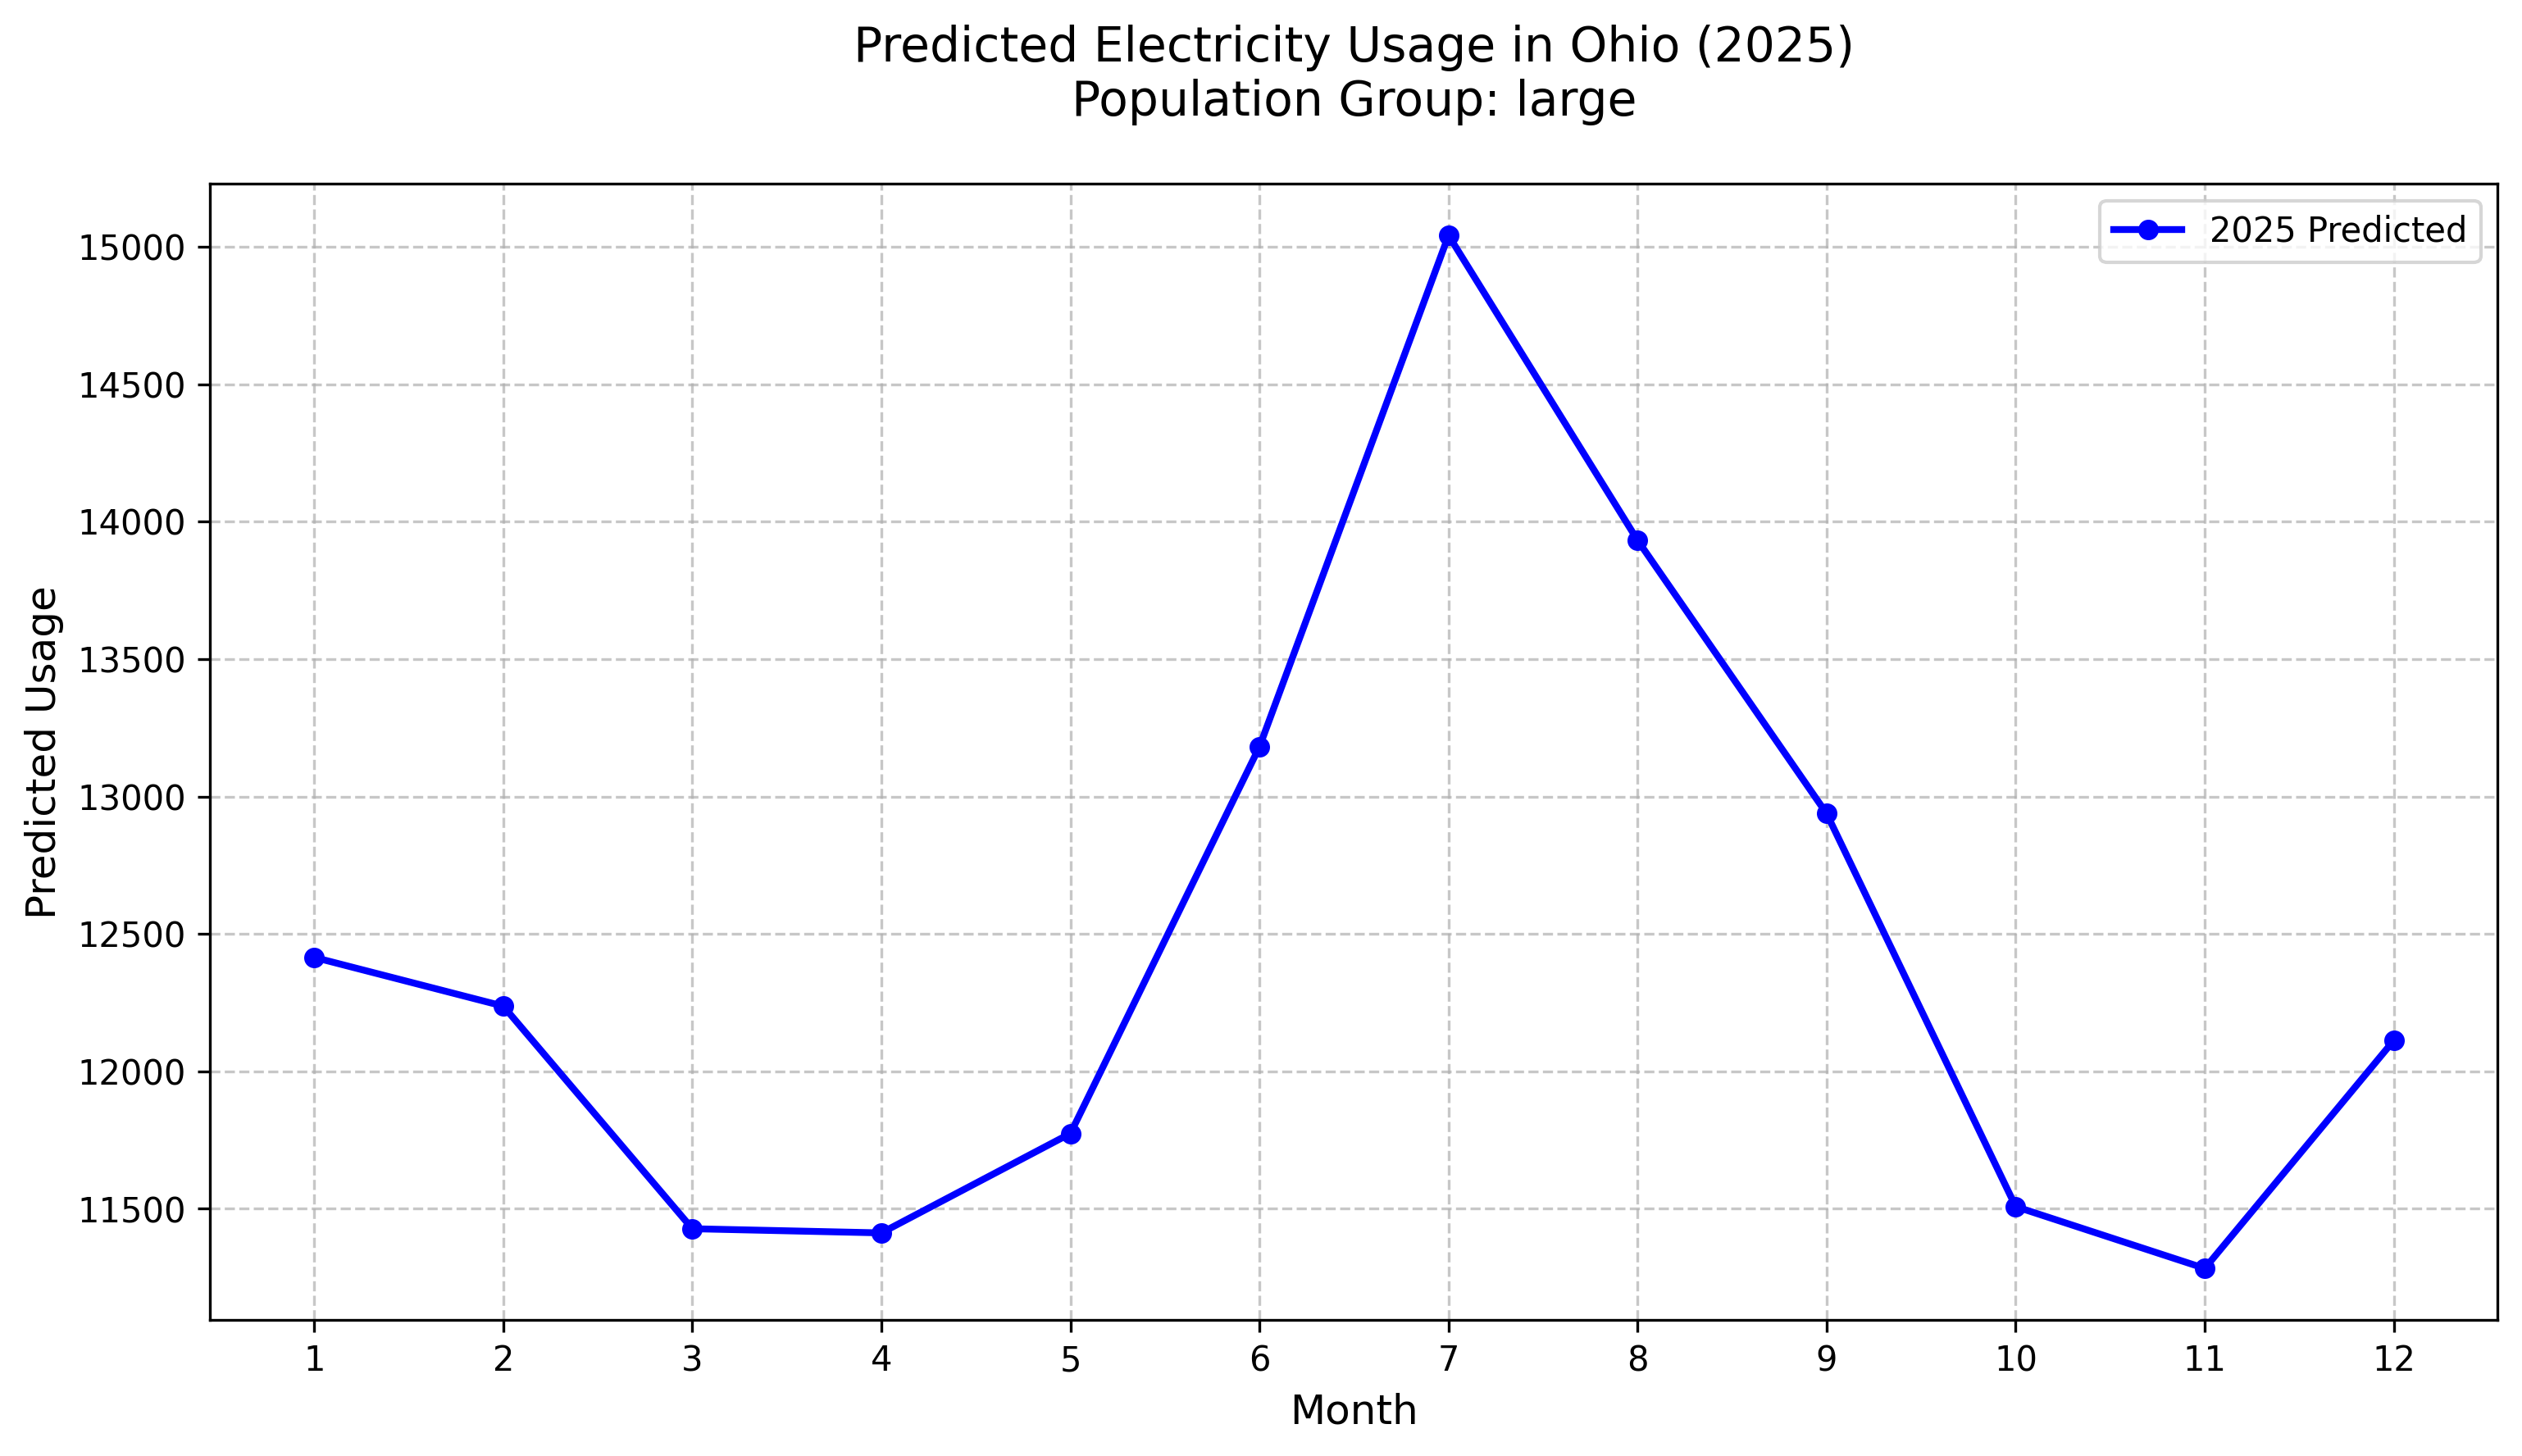 Predicted Electricity Usage in Ohio (2025)
Population Group: large
2025 Predicted
Predicted Usage
15000
14500
14000
13500
13000
12500
12000
11500
1 2 3 4 5 6 7 8 9 10 11 12
Month